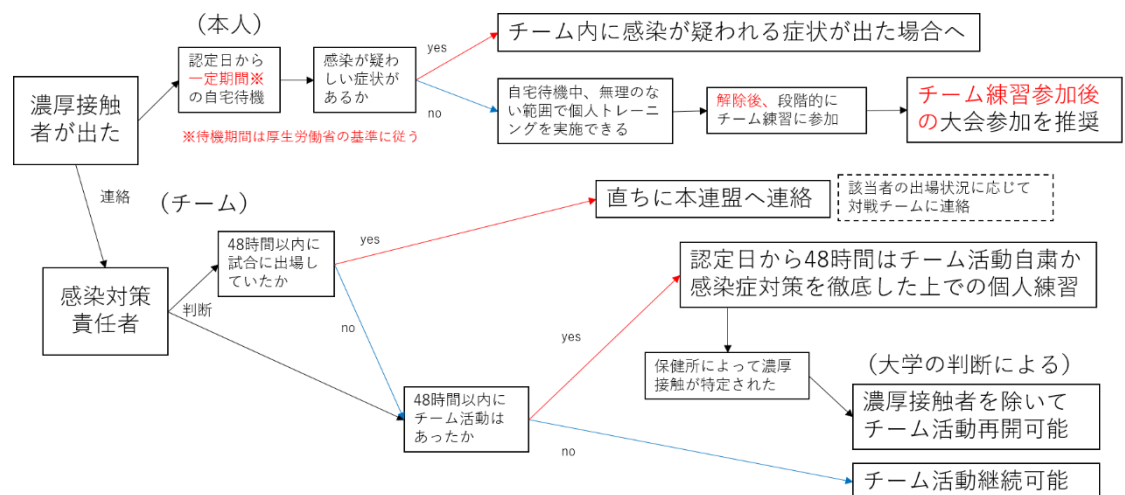 (本人)
濃厚接触
者が出た
認定日から
一定期間※
の自宅待機
感染が疑わ
しい症状が
あるか
yes
チーム内に感染が疑われる症状が出た場合へ
no
自宅待機中、無理のな
い範囲で個人トレーニ
ングを実施できる
解除後、段階的に
チーム練習に参加
チーム練習参加後
の大会参加を推奨
※待機期間は厚生労働省の基準に従う
連絡
(チーム)
感染対策
責任者
判断
48時間以内に
試合に出場し
ていたか
yes
直ちに本連盟へ連絡
該当者の出場状況に応じて
対戦チームに連絡
no
48時間以内に
チーム活動は
あったか
yes
認定日から48時間はチーム活動自粛か
感染症対策を徹底した上での個人練習
保健所によって濃厚
接触が特定された
(大学の判断による)
濃厚接触者を除いて
チーム活動再開可能
no
チーム活動継続可能